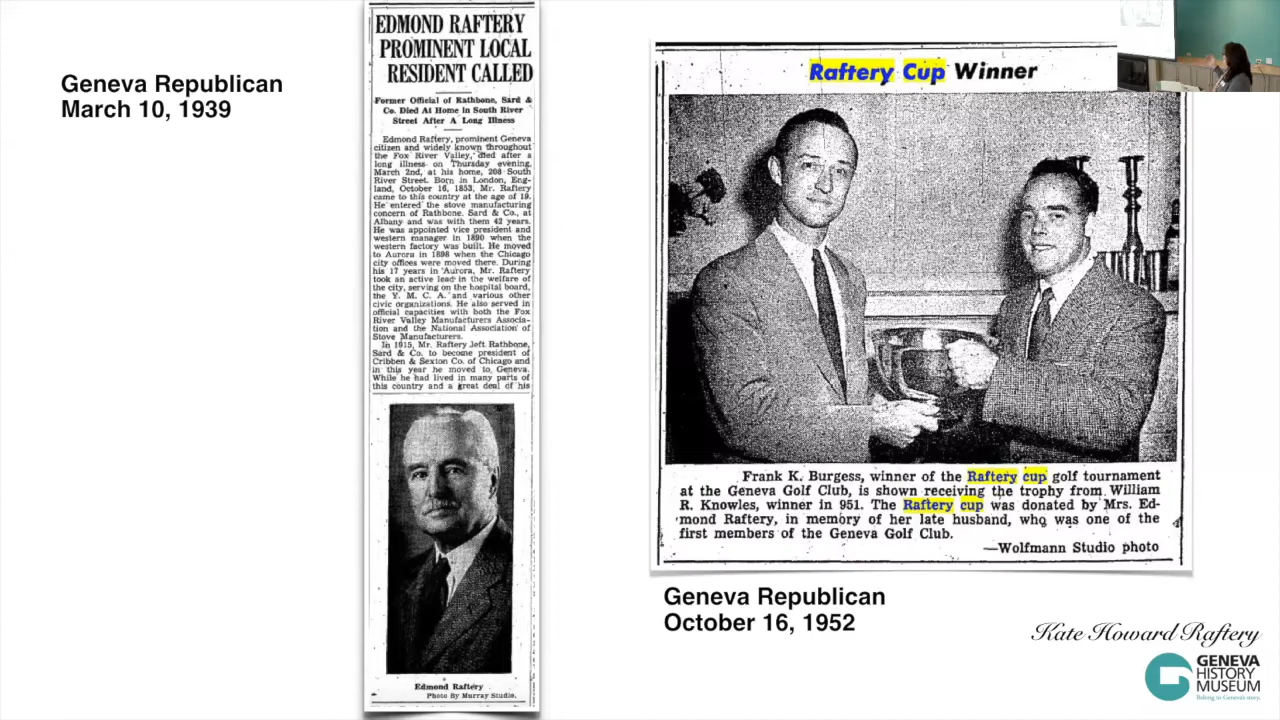 Geneva Republican
March 10, 1939
EDMOND RAFTERY
PROMINENT LOCAL
RESIDENT CALLED
Former Official of Rathbone, Sard &
Co. Died At Home in South River
Street After A Long Illness
Edmond Raftery, prominent Geneva
citizen and widely known throughout
the Fox River Valley, died after a
long illness on Thursday evening,
March 2nd, at his home, 208 South
River Street. Born in London, Eng-
land, October 16, 1853, Mr. Raftery
came to this country at the age of 19.
He entered the stove manufacturing
concern of Rathbone, Sard & Co., at
Albany and was with them 42 years.
He was appointed vice president and
western manager in 1890 when the
western factory was built. He moved
to Aurora in 1898 when the Chicago
city offices were moved there. During
his 17 years in Aurora, Mr. Raftery
took an active lead in the welfare of
the city, serving on the hospital board,
the Y. M. C. A. and various other
civic organizations. He also served in
official capacities with both the Fox
River Valley Manufacturers Associa-
tion and the National Association of
Stove Manufacturers.
In 1915, Mr. Raftery left Rathbone,
Sard & Co. to become president of
Cribben & Sexton Co. of Chicago and
in this year he moved to Geneva.
While he had lived in many parts of
this country and a great deal of his
Edmond Raftery
Photo By Murray Studio.
Raftery Cup Winner
Frank K. Burgess, winner of the Raftery cup golf tournament
at the Geneva Golf Club, is shown receiving the trophy from William
R. Knowles, winner in 951. The Raftery cup was donated by Mrs. Ed-
mond Raftery, in memory of her late husband, who was one of the
first members of the Geneva Golf Club.
—Wolfmann Studio photo
Geneva Republican
October 16, 1952
Kate Howard Raftery
GENEVA
HISTORY
MUSEUM
Belong to Geneva's story.